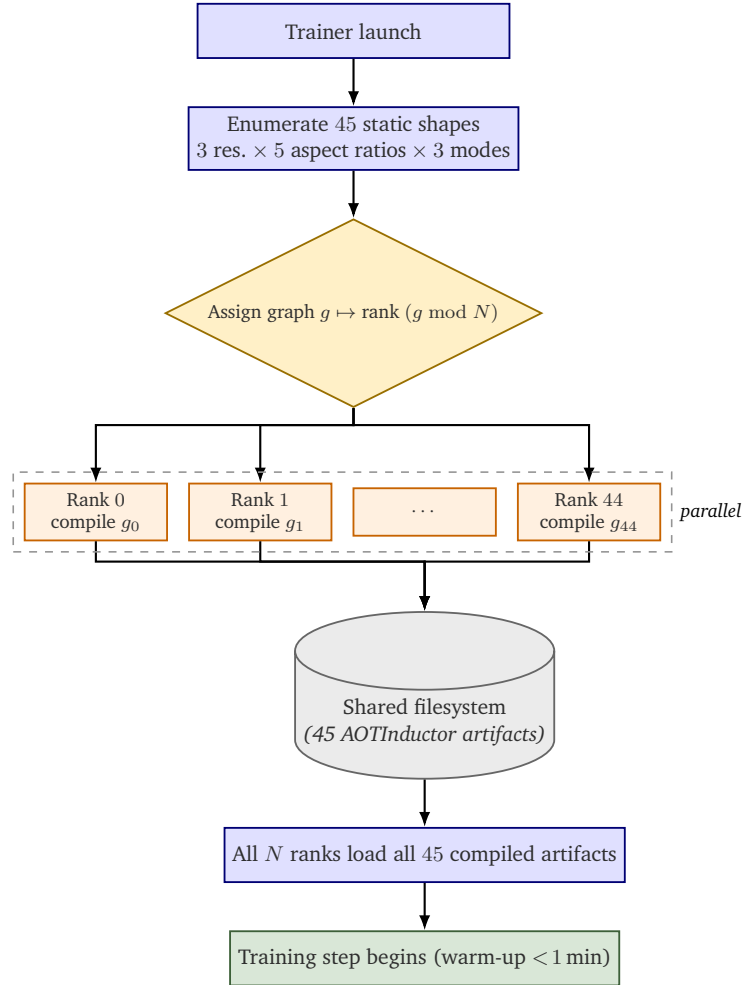 Trainer launch
Enumerate 45 static shapes
3 res. × 5 aspect ratios × 3 modes
Assign graph g ↦ rank (g mod N)
Rank 0
compile g₀
Rank 1
compile g₁
· · ·
Rank 44
compile g₄₄
parallel
Shared filesystem
(45 AOTInductor artifacts)
All N ranks load all 45 compiled artifacts
Training step begins (warm-up < 1 min)